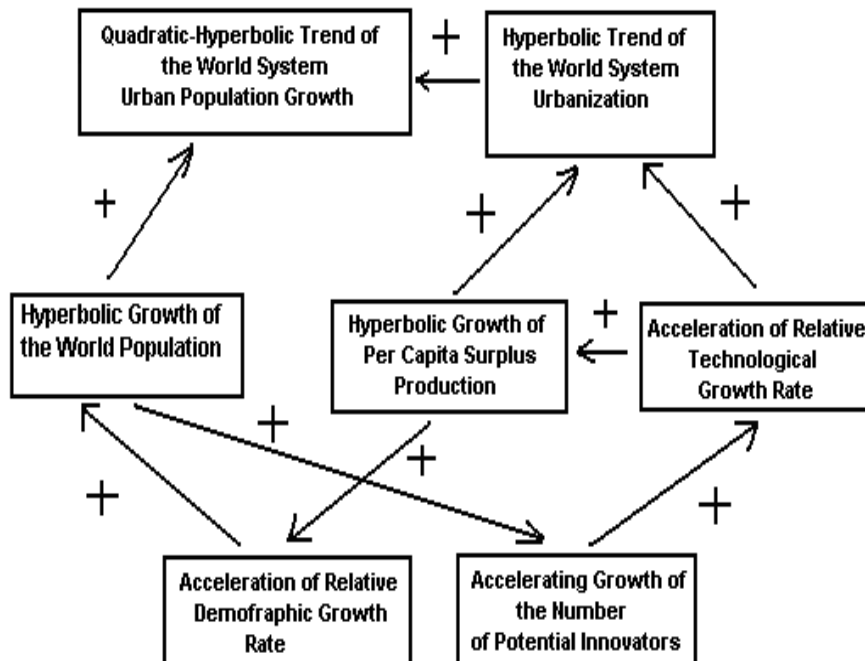 Quadratic-Hyperbolic Trend of
the World System
Urban Population Growth
+
Hyperbolic Trend of
the World System
Urbanization
+
+
+
Hyperbolic Growth of
the World Population
Hyperbolic Growth of
Per Capita Surplus
Production
+
Acceleration of Relative
Technological
Growth Rate
+
+
+
+
Acceleration of Relative
Demofraphic Growth
Rate
Accelerating Growth of
the Number
of Potential Innovators